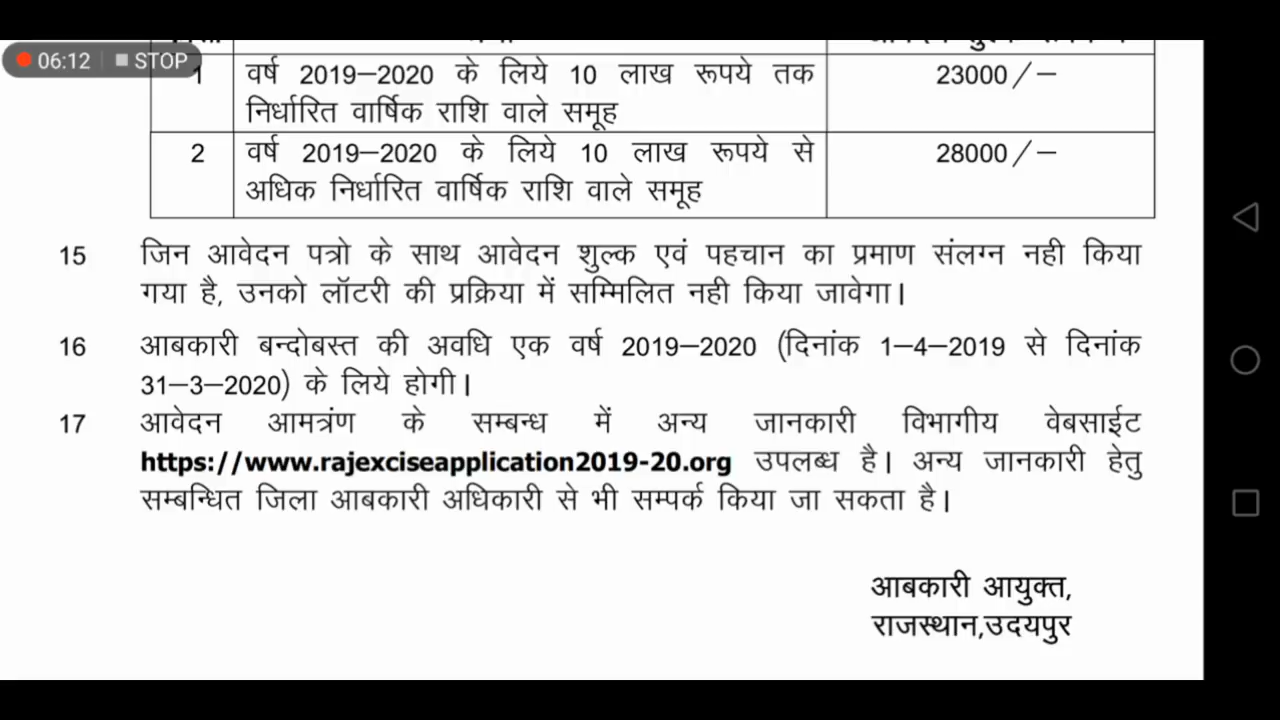 06:12 STOP
1 वर्ष 2019–2020 के लिये 10 लाख रूपये तक 23000/–
निर्धारित वार्षिक राशि वाले समूह
2 वर्ष 2019–2020 के लिये 10 लाख रूपये से 28000/–
अधिक निर्धारित वार्षिक राशि वाले समूह
15 जिन आवेदन पत्रो के साथ आवेदन शुल्क एवं पहचान का प्रमाण संलग्न नही किया
गया है, उनको लॉटरी की प्रक्रिया में सम्मिलित नही किया जावेगा।
16 आबकारी बन्दोबस्त की अवधि एक वर्ष 2019–2020 (दिनांक 1–4–2019 से दिनांक
31–3–2020) के लिये होगी।
17 आवेदन आमत्रंण के सम्बन्ध में अन्य जानकारी विभागीय वेबसाईट
https://www.rajexciseapplication2019-20.org उपलब्ध है। अन्य जानकारी हेतु
सम्बन्धित जिला आबकारी अधिकारी से भी सम्पर्क किया जा सकता है।
आबकारी आयुक्त,
राजस्थान,उदयपुर